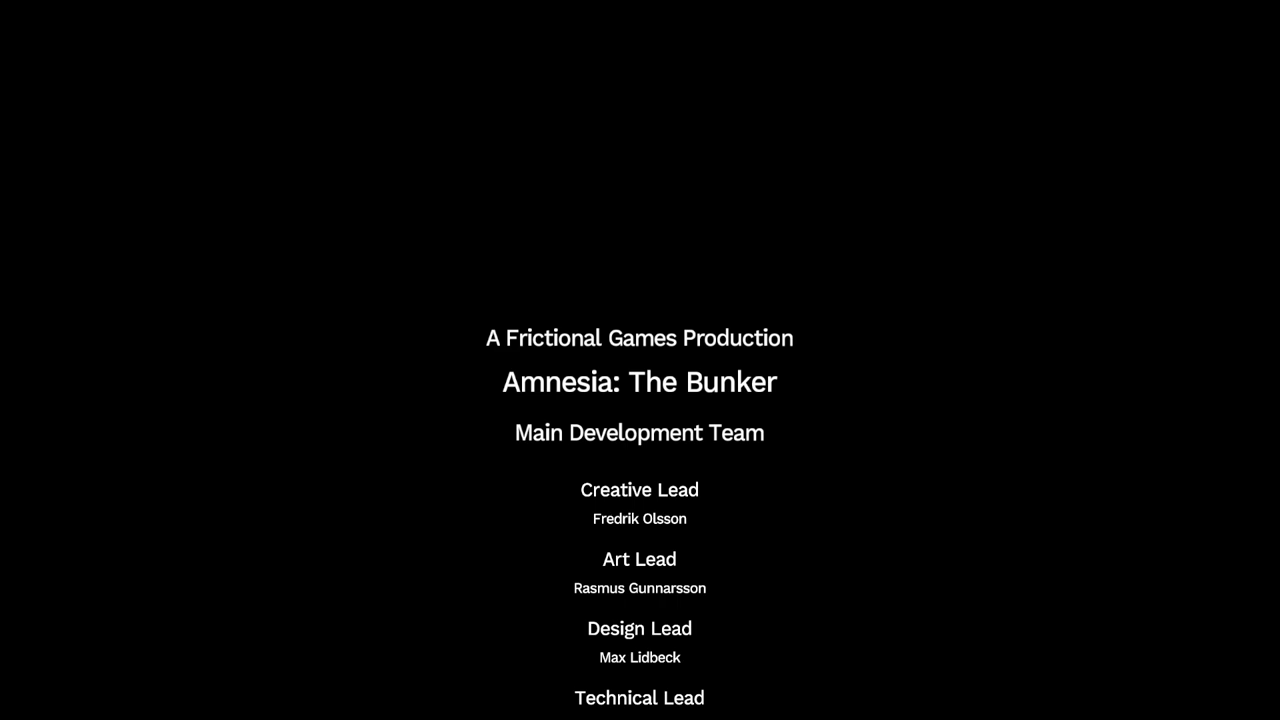 A Frictional Games Production
Amnesia: The Bunker
Main Development Team
Creative Lead
Fredrik Olsson
Art Lead
Rasmus Gunnarsson
Design Lead
Max Lidbeck
Technical Lead